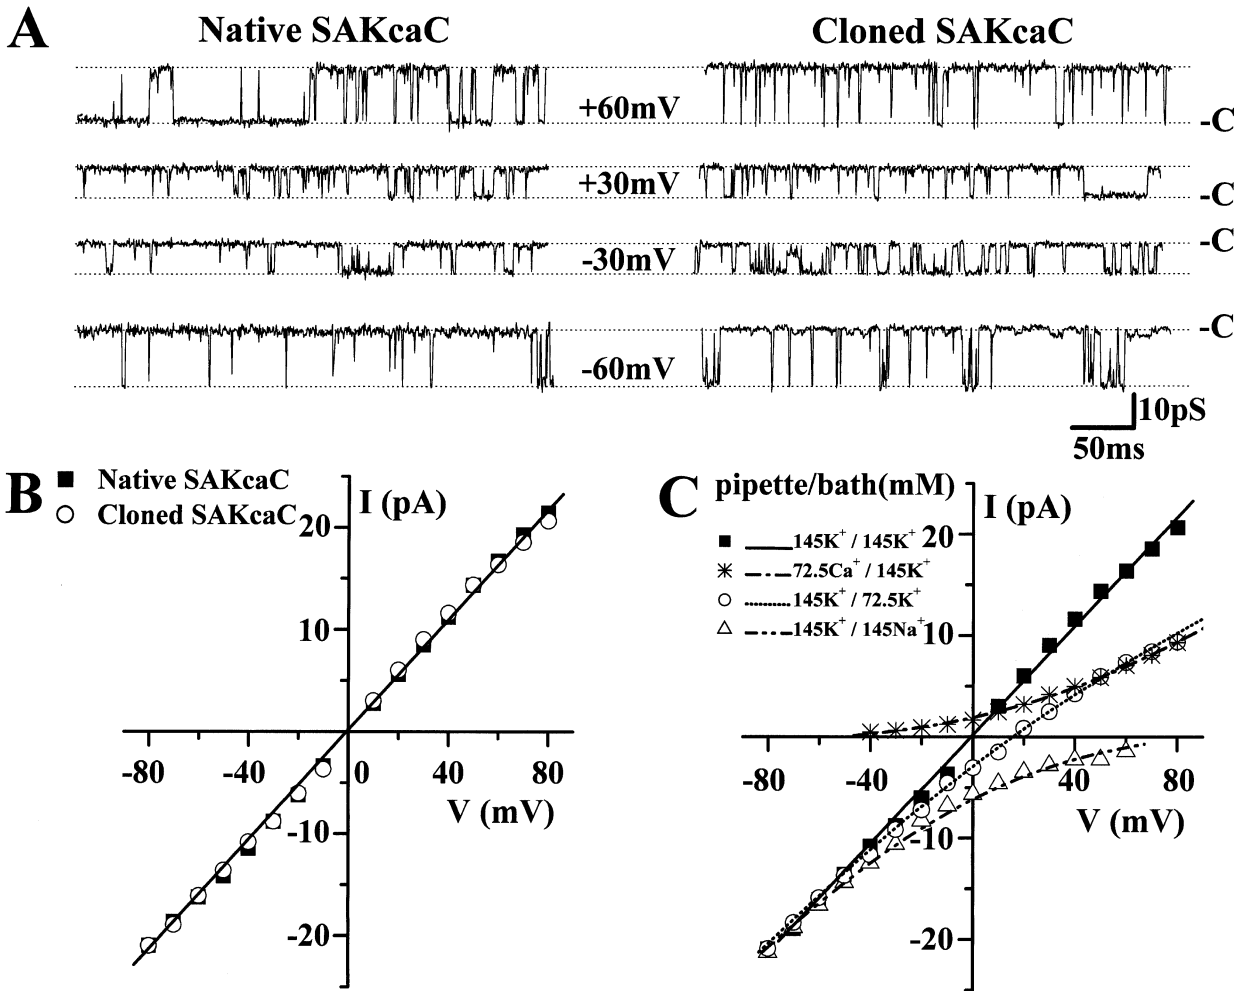 A
Native SAKcaC
Cloned SAKcaC
+60mV
-C
+30mV
-C
-C
-30mV
-C
-60mV
10pS
50ms
B
Native SAKcaC
Cloned SAKcaC
I (pA)
20
10
-80
-40
0
40
80
V (mV)
-10
-20
C
pipette/bath(mM)
I (pA)
145K+ / 145K+
72.5Ca+ / 145K+
145K+ / 72.5K+
145K+ / 145Na+
20
10
-80
-40
40
80
V (mV)
-10
-20